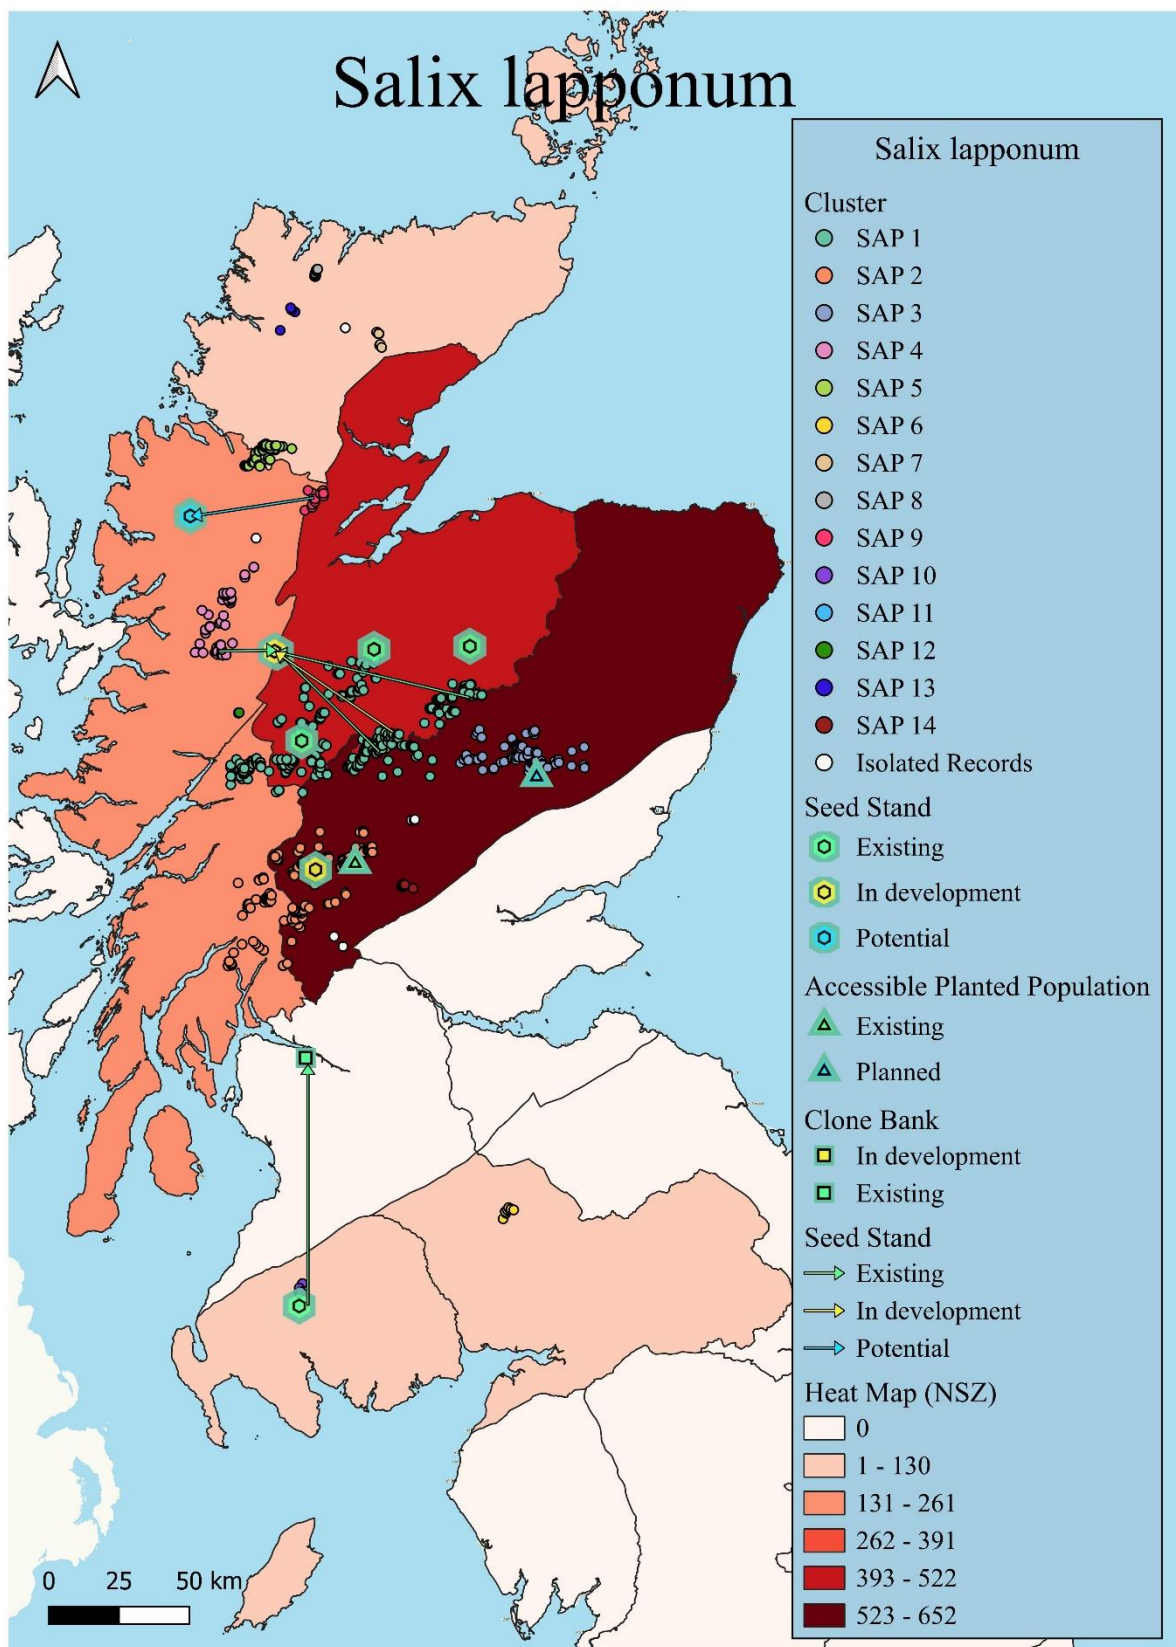 Salix lapponum
Salix lapponum
Cluster
SAP 1
SAP 2
SAP 3
SAP 4
SAP 5
SAP 6
SAP 7
SAP 8
SAP 9
SAP 10
SAP 11
SAP 12
SAP 13
SAP 14
Isolated Records
Seed Stand
Existing
In development
Potential
Accessible Planted Population
Existing
Planned
Clone Bank
In development
Existing
Seed Stand
Existing
In development
Potential
Heat Map (NSZ)
0
1 - 130
131 - 261
262 - 391
393 - 522
523 - 652
0 25 50 km